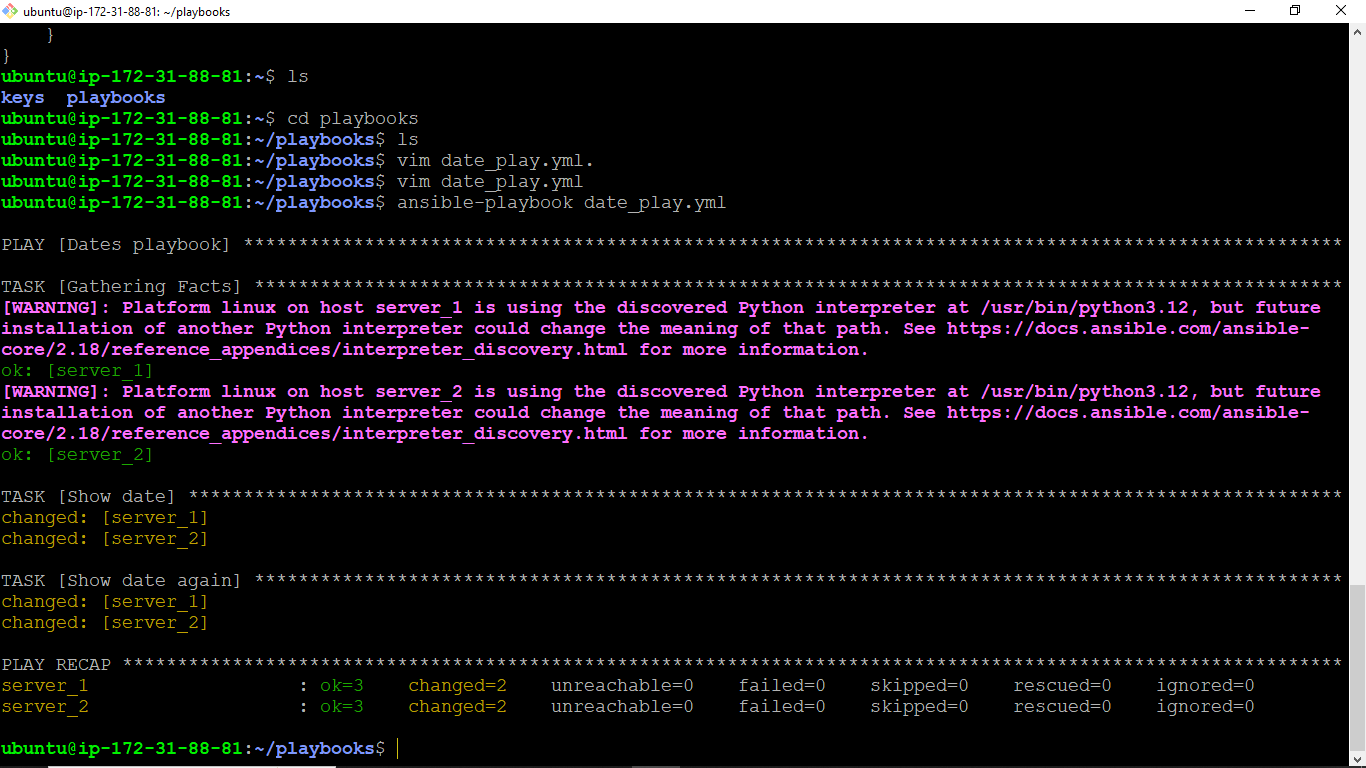 ubuntu@ip-172-31-88-81: ~/playbooks
    }
}
ubuntu@ip-172-31-88-81:~$ ls
keys  playbooks
ubuntu@ip-172-31-88-81:~$ cd playbooks
ubuntu@ip-172-31-88-81:~/playbooks$ ls
ubuntu@ip-172-31-88-81:~/playbooks$ vim date_play.yml.
ubuntu@ip-172-31-88-81:~/playbooks$ vim date_play.yml
ubuntu@ip-172-31-88-81:~/playbooks$ ansible-playbook date_play.yml
PLAY [Dates playbook] ****************************************************************************************************
TASK [Gathering Facts] ***************************************************************************************************
[WARNING]: Platform linux on host server_1 is using the discovered Python interpreter at /usr/bin/python3.12, but future
installation of another Python interpreter could change the meaning of that path. See https://docs.ansible.com/ansible-
core/2.18/reference_appendices/interpreter_discovery.html for more information.
ok: [server_1]
[WARNING]: Platform linux on host server_2 is using the discovered Python interpreter at /usr/bin/python3.12, but future
installation of another Python interpreter could change the meaning of that path. See https://docs.ansible.com/ansible-
core/2.18/reference_appendices/interpreter_discovery.html for more information.
ok: [server_2]
TASK [Show date] *********************************************************************************************************
changed: [server_1]
changed: [server_2]
TASK [Show date again] ***************************************************************************************************
changed: [server_1]
changed: [server_2]
PLAY RECAP ***************************************************************************************************************
server_1                   : ok=3    changed=2    unreachable=0    failed=0    skipped=0    rescued=0    ignored=0
server_2                   : ok=3    changed=2    unreachable=0    failed=0    skipped=0    rescued=0    ignored=0
ubuntu@ip-172-31-88-81:~/playbooks$